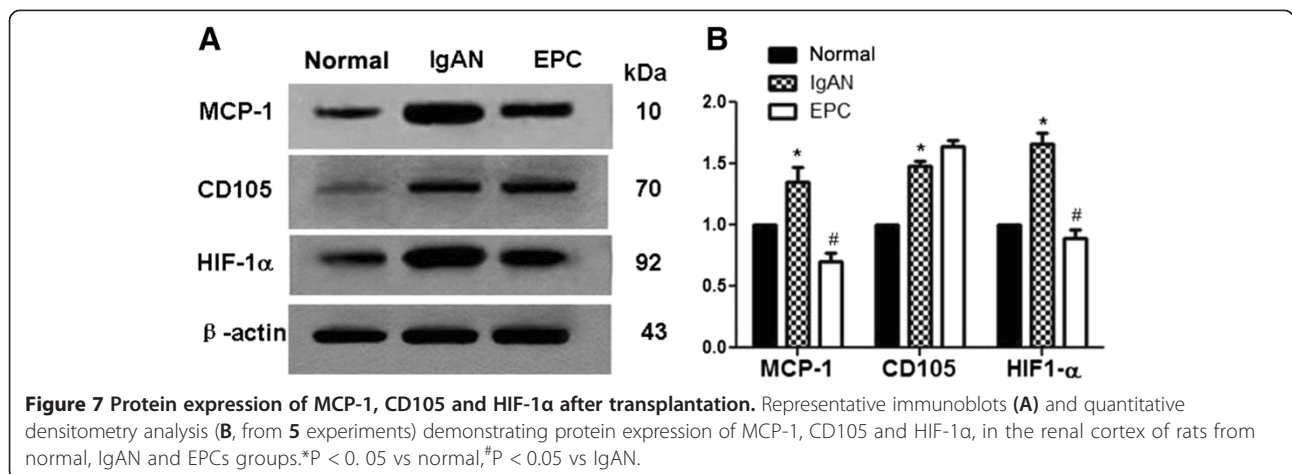 A
Normal IgAN EPC
kDa
MCP-1 10
CD105 70
HIF-1α 92
β-actin 43
B
Normal
IgAN
EPC
2.0
1.5
1.0
0.5
0.0
* # * * #
MCP-1 CD105 HIF1-α
Figure 7 Protein expression of MCP-1, CD105 and HIF-1α after transplantation. Representative immunoblots (A) and quantitative
densitometry analysis (B, from 5 experiments) demonstrating protein expression of MCP-1, CD105 and HIF-1α, in the renal cortex of rats from
normal, IgAN and EPCs groups.*P < 0. 05 vs normal,#P < 0.05 vs IgAN.